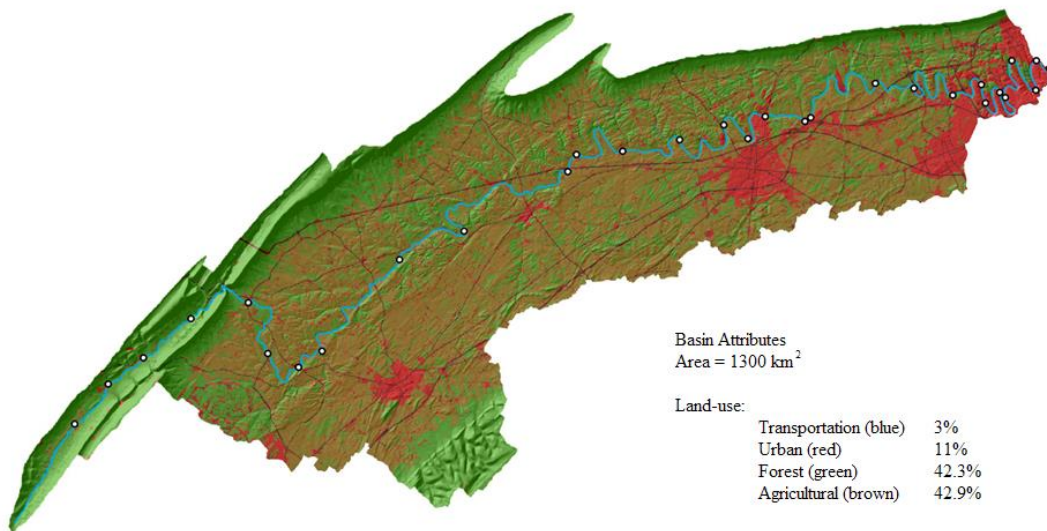 Basin Attributes
Area = 1300 km²
Land-use:
Transportation (blue) 3%
Urban (red) 11%
Forest (green) 42.3%
Agricultural (brown) 42.9%